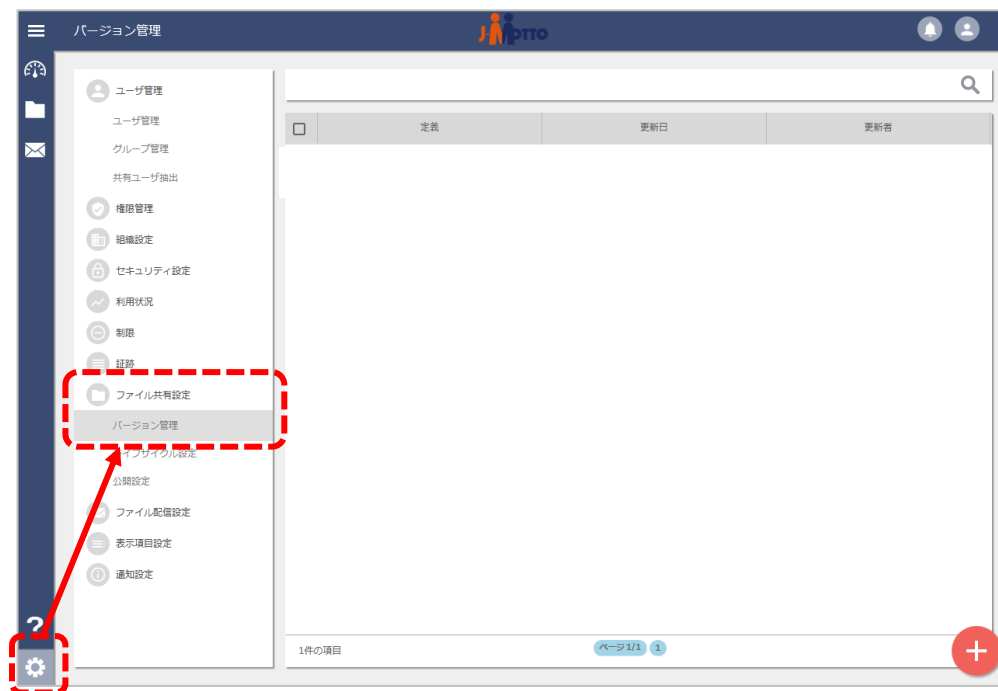 バージョン管理
J-MOTTO
ユーザ管理
ユーザ管理
グループ管理
共有ユーザ抽出
権限管理
組織設定
セキュリティ設定
利用状況
制限
証跡
ファイル共有設定
バージョン管理
ライフサイクル設定
公開設定
ファイル配信設定
表示項目設定
通知設定
定義 更新日 更新者
1件の項目 ページ1/1 1
?
+